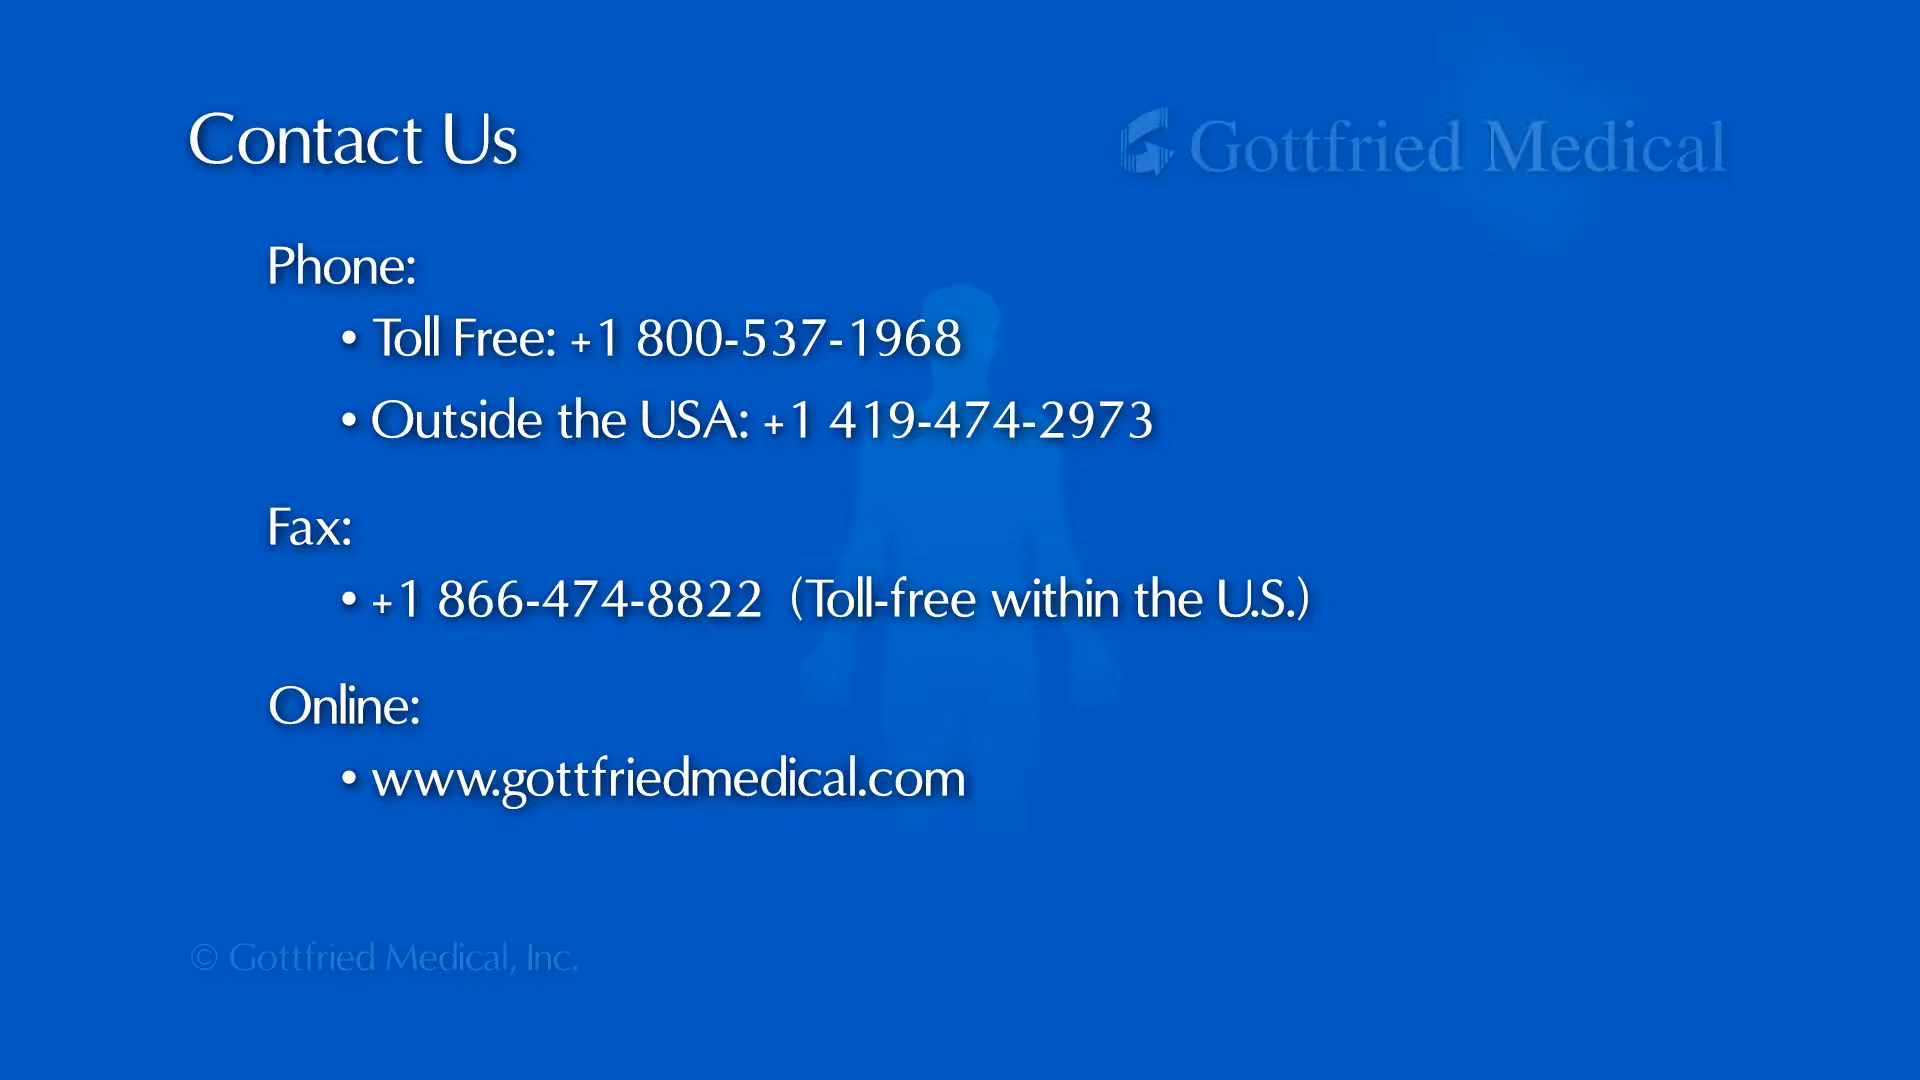 Contact Us
Gottfried Medical
Phone:
• Toll Free: +1 800-537-1968
• Outside the USA: +1 419-474-2973
Fax:
• +1 866-474-8822 (Toll-free within the U.S.)
Online:
• www.gottfriedmedical.com
© Gottfried Medical, Inc.